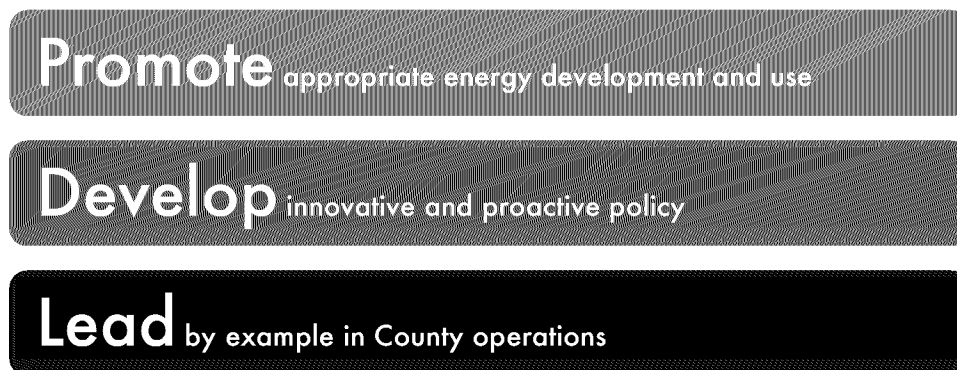 Promote appropriate energy development and use
Develop innovative and proactive policy
Lead by example in County operations